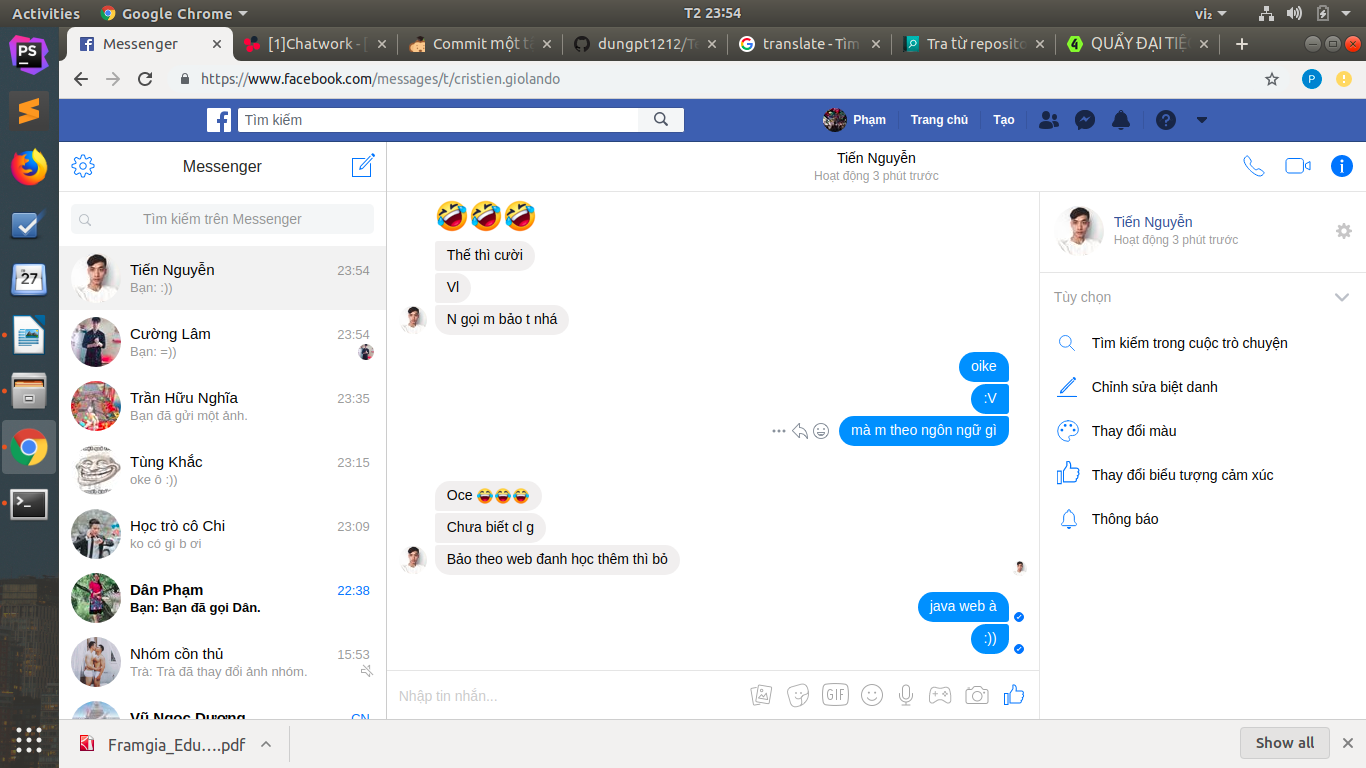 Activities
Google Chrome
T2 23:54
vi₂
PS
Messenger
[1]Chatwork - [
Commit một t
dungpt1212/Te
translate - Tìm
Tra từ reposito
QUẨY ĐẠI TIỆ
https://www.facebook.com/messages/t/cristien.giolando
P
Tìm kiếm
Phạm
Trang chủ
Tạo
Messenger
Tiến Nguyễn
Hoạt động 3 phút trước
Tìm kiếm trên Messenger
Tiến Nguyễn 23:54
Bạn: :))
Cường Lâm 23:54
Bạn: =))
Trần Hữu Nghĩa 23:35
Bạn đã gửi một ảnh.
Tùng Khắc 23:15
oke ô :))
Học trò cô Chi 23:09
ko có gì b ơi
Dân Phạm 22:38
Bạn: Bạn đã gọi Dân.
Nhóm cồn thủ 15:53
Trà: Trà đã thay đổi ảnh nhóm.
Vũ Ngọc Dương CN
27
🤣🤣🤣
Thế thì cười
Vl
N gọi m bảo t nhá
oike
:V
mà m theo ngôn ngữ gì
Oce 😂😂😂
Chưa biết cl g
Bảo theo web đanh học thêm thì bỏ
java web à
:))
Nhập tin nhắn...
GIF
Tiến Nguyễn
Hoạt động 3 phút trước
Tùy chọn
Tìm kiếm trong cuộc trò chuyện
Chỉnh sửa biệt danh
Thay đổi màu
Thay đổi biểu tượng cảm xúc
Thông báo
Framgia_Edu….pdf
Show all